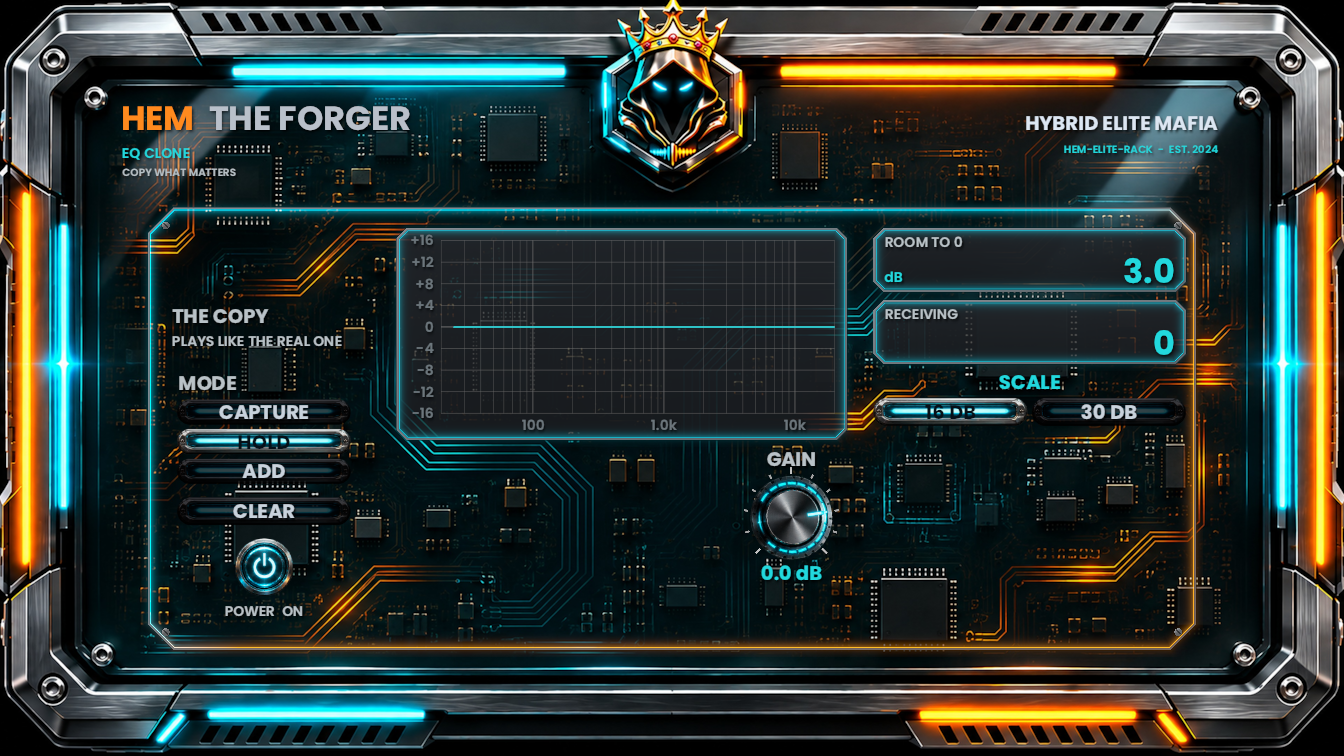 HEM THE FORGER
EQ CLONE
COPY WHAT MATTERS
HYBRID ELITE MAFIA
HEM-ELITE-RACK - EST. 2024
THE COPY
PLAYS LIKE THE REAL ONE
MODE
CAPTURE
HOLD
ADD
CLEAR
POWER ON
+16
+12
+8
+4
0
-4
-8
-12
-16
100
1.0k
10k
GAIN
0.0 dB
ROOM TO 0
dB
3.0
RECEIVING
0
SCALE
16 DB
30 DB